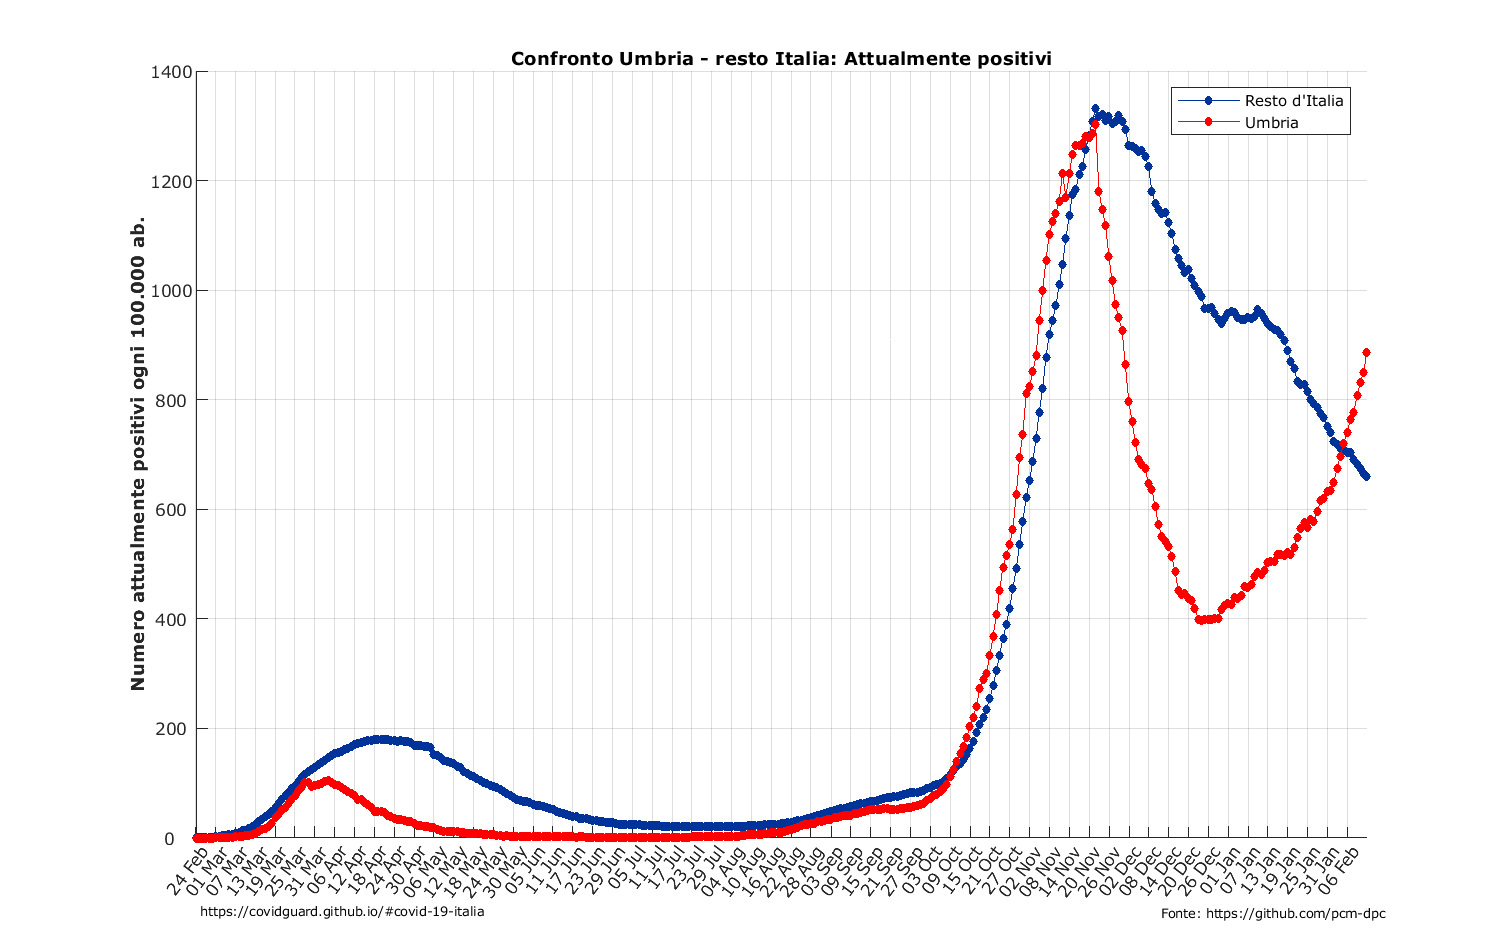 Confronto Umbria - resto Italia: Attualmente positivi
Resto d'Italia
Umbria
Numero attualmente positivi ogni 100.000 ab.
1400
1200
1000
800
600
400
200
0
24 Feb
01 Mar
07 Mar
13 Mar
19 Mar
25 Mar
31 Mar
06 Apr
12 Apr
18 Apr
24 Apr
30 Apr
06 May
12 May
18 May
24 May
30 May
05 Jun
11 Jun
17 Jun
23 Jun
29 Jun
05 Jul
11 Jul
17 Jul
23 Jul
29 Jul
04 Aug
10 Aug
16 Aug
22 Aug
28 Aug
03 Sep
09 Sep
15 Sep
21 Sep
27 Sep
03 Oct
09 Oct
15 Oct
21 Oct
27 Oct
02 Nov
08 Nov
14 Nov
20 Nov
26 Nov
02 Dec
08 Dec
14 Dec
20 Dec
26 Dec
01 Jan
07 Jan
13 Jan
19 Jan
25 Jan
31 Jan
06 Feb
https://covidguard.github.io/#covid-19-italia
Fonte: https://github.com/pcm-dpc